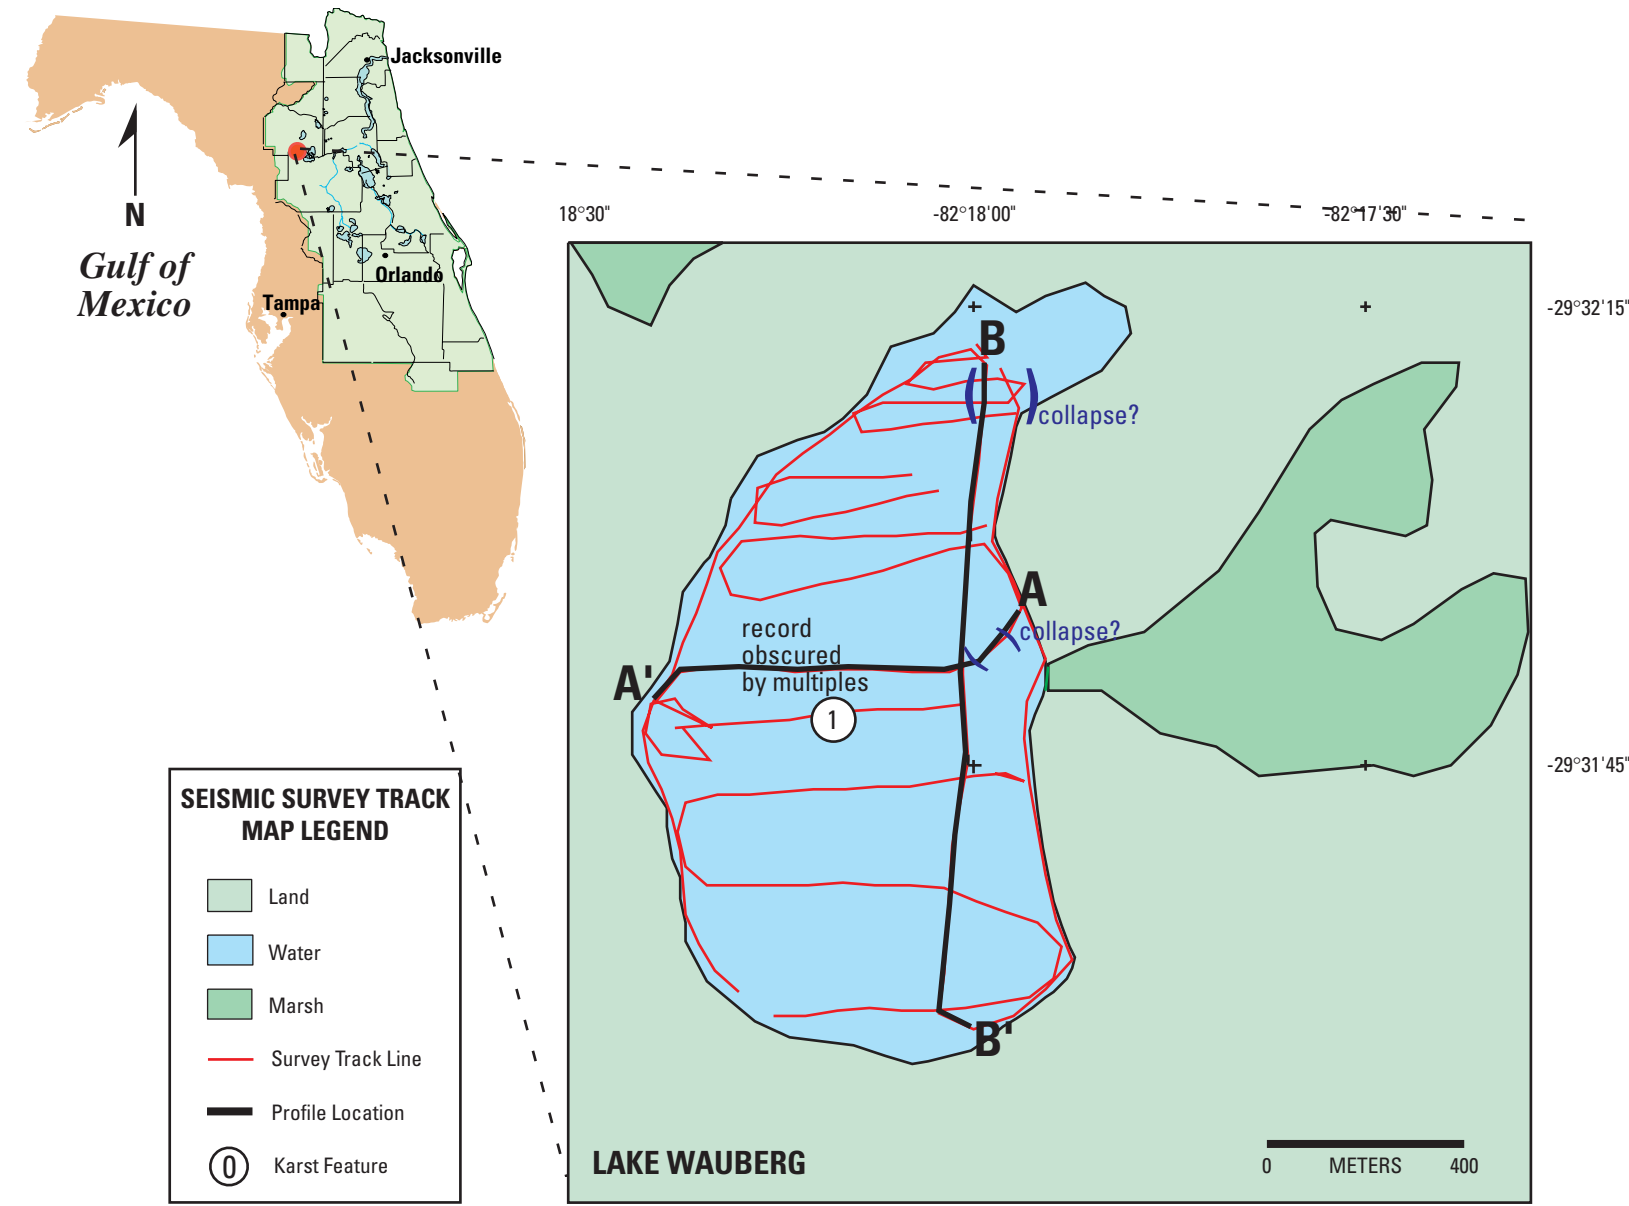 Jacksonville
N
Gulf of
Mexico
Orlando
Tampa
18°30"
-82°18'00"
-82°17'30"
-29°32'15"
B
( )
collapse?
A
collapse?
record
obscured
by multiples
A'
1
-29°31'45"
B'
SEISMIC SURVEY TRACK
MAP LEGEND
Land
Water
Marsh
Survey Track Line
Profile Location
0 Karst Feature
LAKE WAUBERG
0 METERS 400